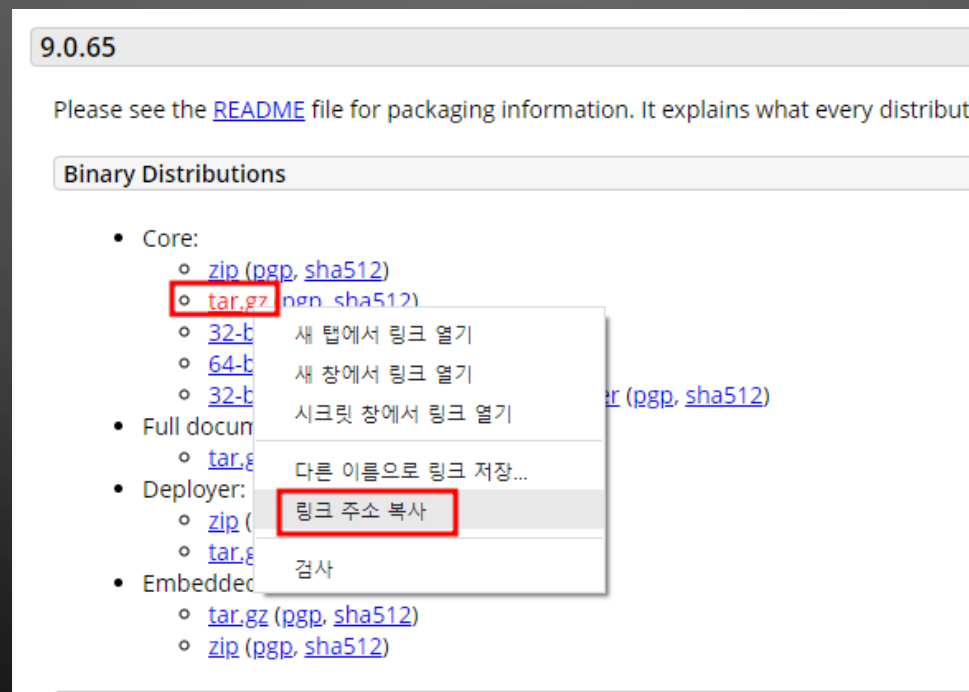 9.0.65
Please see the README file for packaging information. It explains what every distribut
Binary Distributions
Core:
zip (pgp, sha512)
tar.gz (pgp, sha512)
32-b
64-b
32-b er (pgp, sha512)
Full docum
tar.g
Deployer:
zip (
tar.g
Embedded
tar.gz (pgp, sha512)
zip (pgp, sha512)
새 탭에서 링크 열기
새 창에서 링크 열기
시크릿 창에서 링크 열기
다른 이름으로 링크 저장...
링크 주소 복사
검사